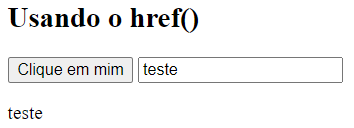 Usando o href()
Clique em mim teste
teste